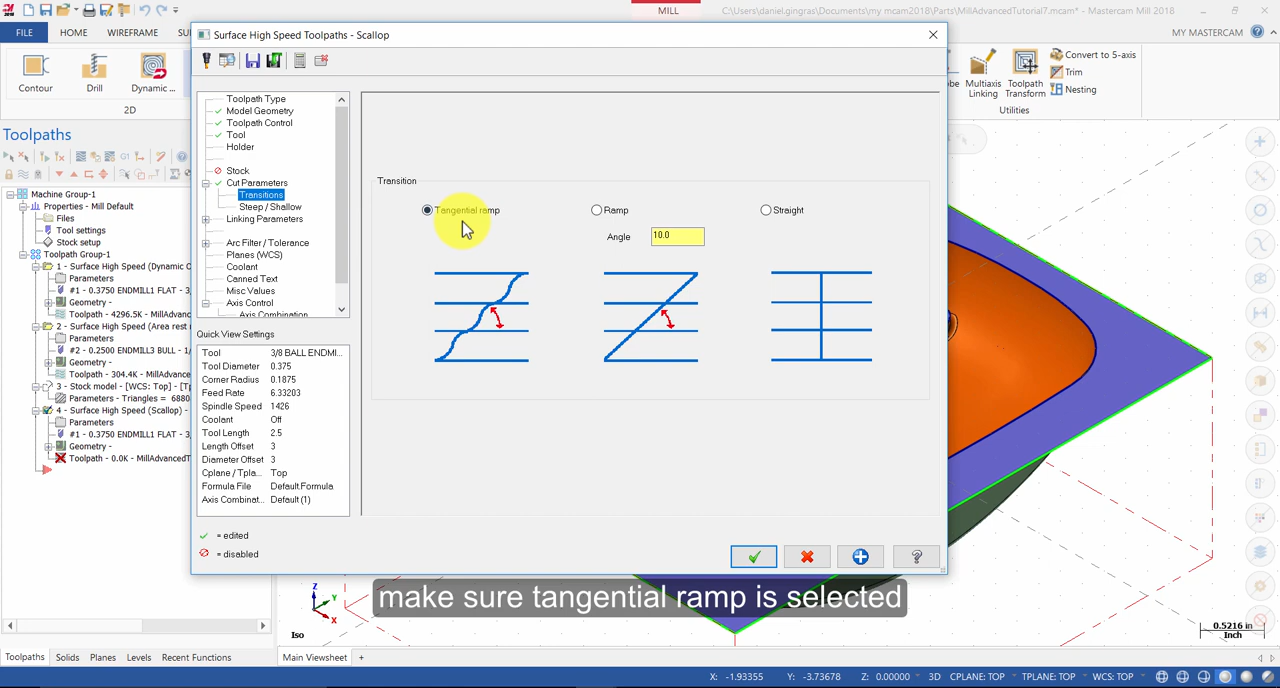 MILL
C:\Users\daniel.gingras\Documents\my mcam2018\Parts\MillAdvancedTutorial7.mcam* - Mastercam Mill 2018
FILE
HOME
WIREFRAME
SU
MY MASTERCAM
Surface High Speed Toolpaths - Scallop
Contour
Drill
Dynamic ...
2D
be
Multiaxis
Linking
Toolpath
Transform
Convert to 5-axis
Trim
Nesting
Utilities
Toolpaths
G1
Machine Group-1
Properties - Mill Default
Files
Tool settings
Stock setup
Toolpath Group-1
1 - Surface High Speed (Dynamic O
Parameters
#1 - 0.3750 ENDMILL1 FLAT - 3/
Geometry -
Toolpath - 4296.5K - MillAdvance
2 - Surface High Speed (Area rest r
Parameters
#2 - 0.2500 ENDMILL3 BULL - 1/
Geometry -
Toolpath - 304.4K - MillAdvanced
3 - Stock model - [WCS: Top] - [Tp
Parameters - Triangles = 6880
4 - Surface High Speed (Scallop) -
Parameters
#1 - 0.3750 ENDMILL1 FLAT - 3/
Geometry -
Toolpath - 0.0K - MillAdvancedT
Toolpath Type
Model Geometry
Toolpath Control
Tool
Holder
Stock
Cut Parameters
Transitions
Steep / Shallow
Linking Parameters
Arc Filter / Tolerance
Planes (WCS)
Coolant
Canned Text
Misc Values
Axis Control
Axis Combination
Quick View Settings
Tool 3/8 BALL ENDMI...
Tool Diameter 0.375
Corner Radius 0.1875
Feed Rate 6.33203
Spindle Speed 1426
Coolant Off
Tool Length 2.5
Length Offset 3
Diameter Offset 3
Cplane / Tpla... Top
Formula File Default.Formula
Axis Combinat... Default (1)
= edited
= disabled
Transition
Tangential ramp
Ramp
Straight
Angle 10.0
make sure tangential ramp is selected
Z
Y
X
Iso
0.5216 in
Inch
Toolpaths
Solids
Planes
Levels
Recent Functions
Main Viewsheet
+
X: -1.93355
Y: -3.73678
Z: 0.00000
3D
CPLANE: TOP
TPLANE: TOP
WCS: TOP